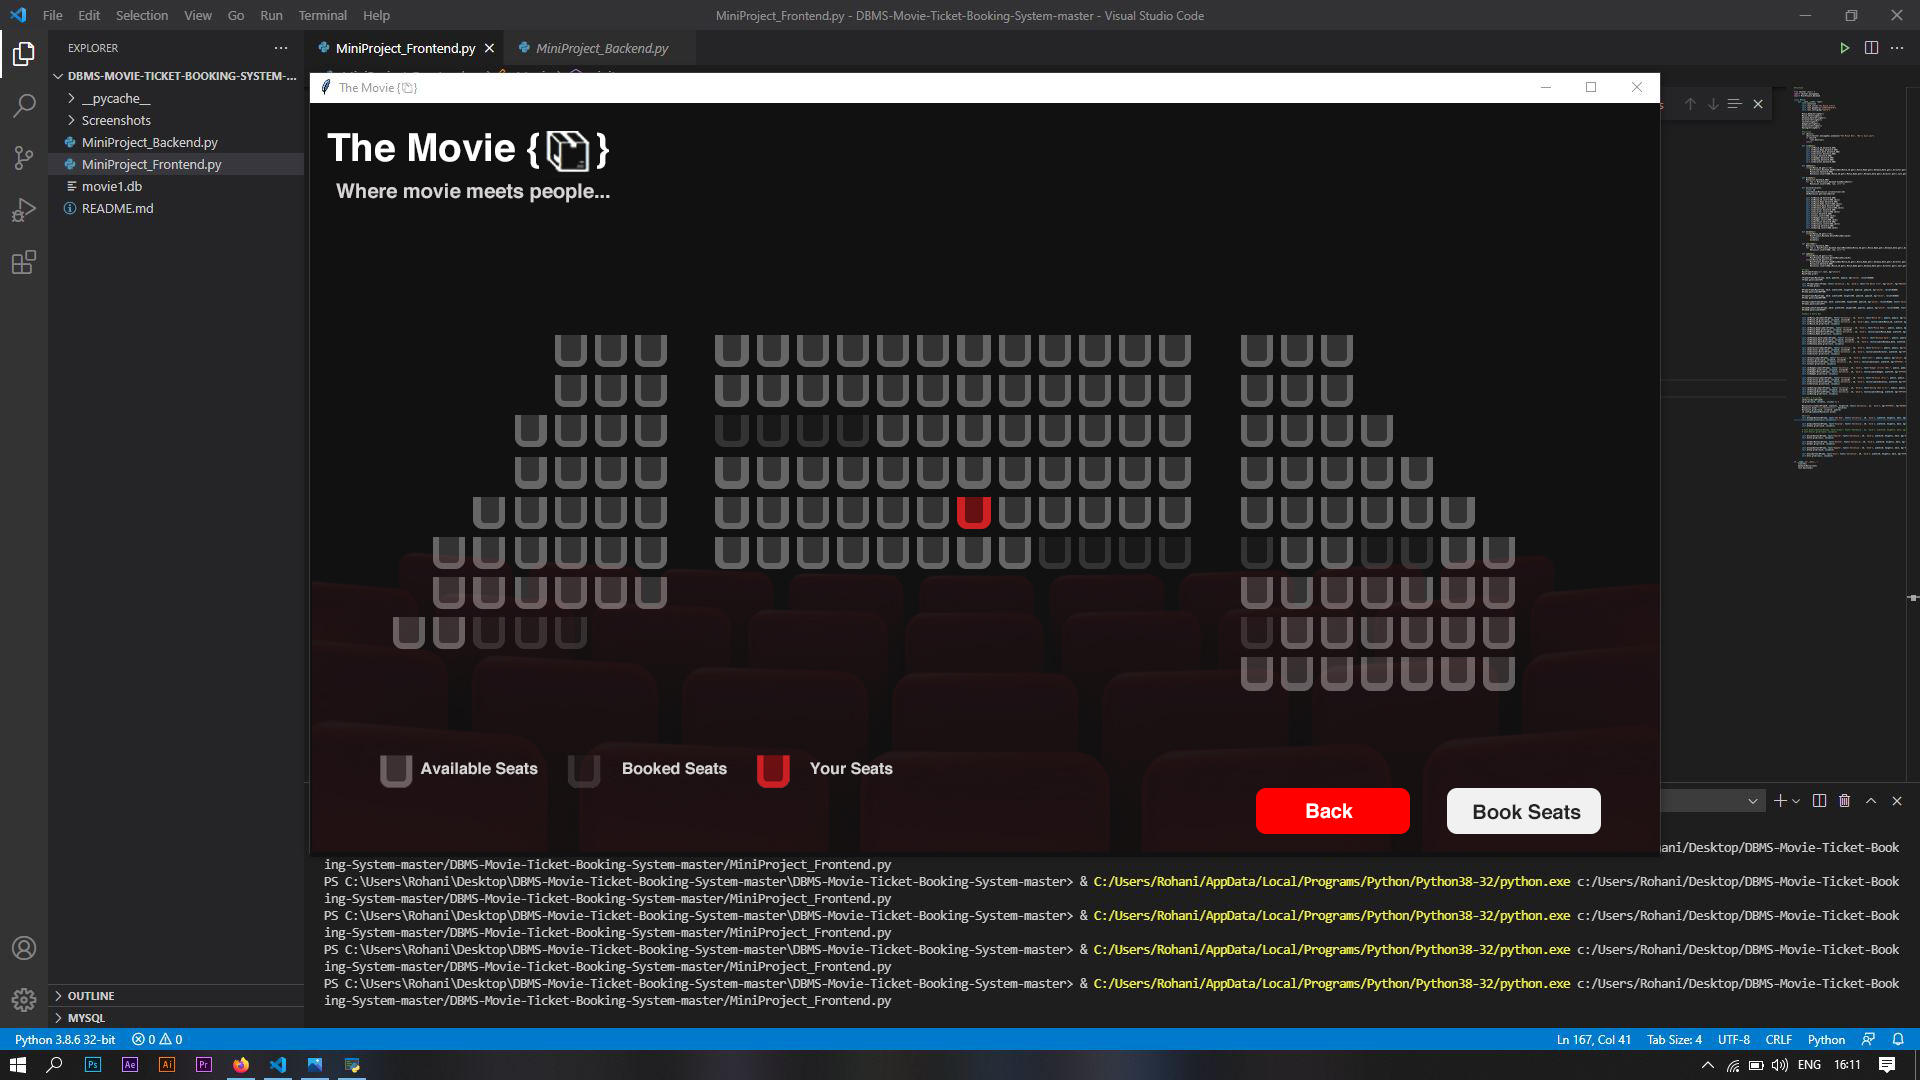 File Edit Selection View Go Run Terminal Help
MiniProject_Frontend.py - DBMS-Movie-Ticket-Booking-System-master - Visual Studio Code
EXPLORER
MiniProject_Frontend.py
MiniProject_Backend.py
DBMS-MOVIE-TICKET-BOOKING-SYSTEM-...
__pycache__
Screenshots
MiniProject_Backend.py
MiniProject_Frontend.py
movie1.db
README.md
The Movie {}
The Movie {}
Where movie meets people...
Available Seats
Booked Seats
Your Seats
Back
Book Seats
hani/Desktop/DBMS-Movie-Ticket-Book
ing-System-master/DBMS-Movie-Ticket-Booking-System-master/MiniProject_Frontend.py
PS C:\Users\Rohani\Desktop\DBMS-Movie-Ticket-Booking-System-master\DBMS-Movie-Ticket-Booking-System-master> & C:/Users/Rohani/AppData/Local/Programs/Python/Python38-32/python.exe c:/Users/Rohani/Desktop/DBMS-Movie-Ticket-Book
ing-System-master/DBMS-Movie-Ticket-Booking-System-master/MiniProject_Frontend.py
PS C:\Users\Rohani\Desktop\DBMS-Movie-Ticket-Booking-System-master\DBMS-Movie-Ticket-Booking-System-master> & C:/Users/Rohani/AppData/Local/Programs/Python/Python38-32/python.exe c:/Users/Rohani/Desktop/DBMS-Movie-Ticket-Book
ing-System-master/DBMS-Movie-Ticket-Booking-System-master/MiniProject_Frontend.py
PS C:\Users\Rohani\Desktop\DBMS-Movie-Ticket-Booking-System-master\DBMS-Movie-Ticket-Booking-System-master> & C:/Users/Rohani/AppData/Local/Programs/Python/Python38-32/python.exe c:/Users/Rohani/Desktop/DBMS-Movie-Ticket-Book
ing-System-master/DBMS-Movie-Ticket-Booking-System-master/MiniProject_Frontend.py
PS C:\Users\Rohani\Desktop\DBMS-Movie-Ticket-Booking-System-master\DBMS-Movie-Ticket-Booking-System-master> & C:/Users/Rohani/AppData/Local/Programs/Python/Python38-32/python.exe c:/Users/Rohani/Desktop/DBMS-Movie-Ticket-Book
ing-System-master/DBMS-Movie-Ticket-Booking-System-master/MiniProject_Frontend.py
OUTLINE
MYSQL
Python 3.8.6 32-bit 0 0
Ln 167, Col 41 Tab Size: 4 UTF-8 CRLF Python
Ps Ae Ai Pr
ENG 16:11